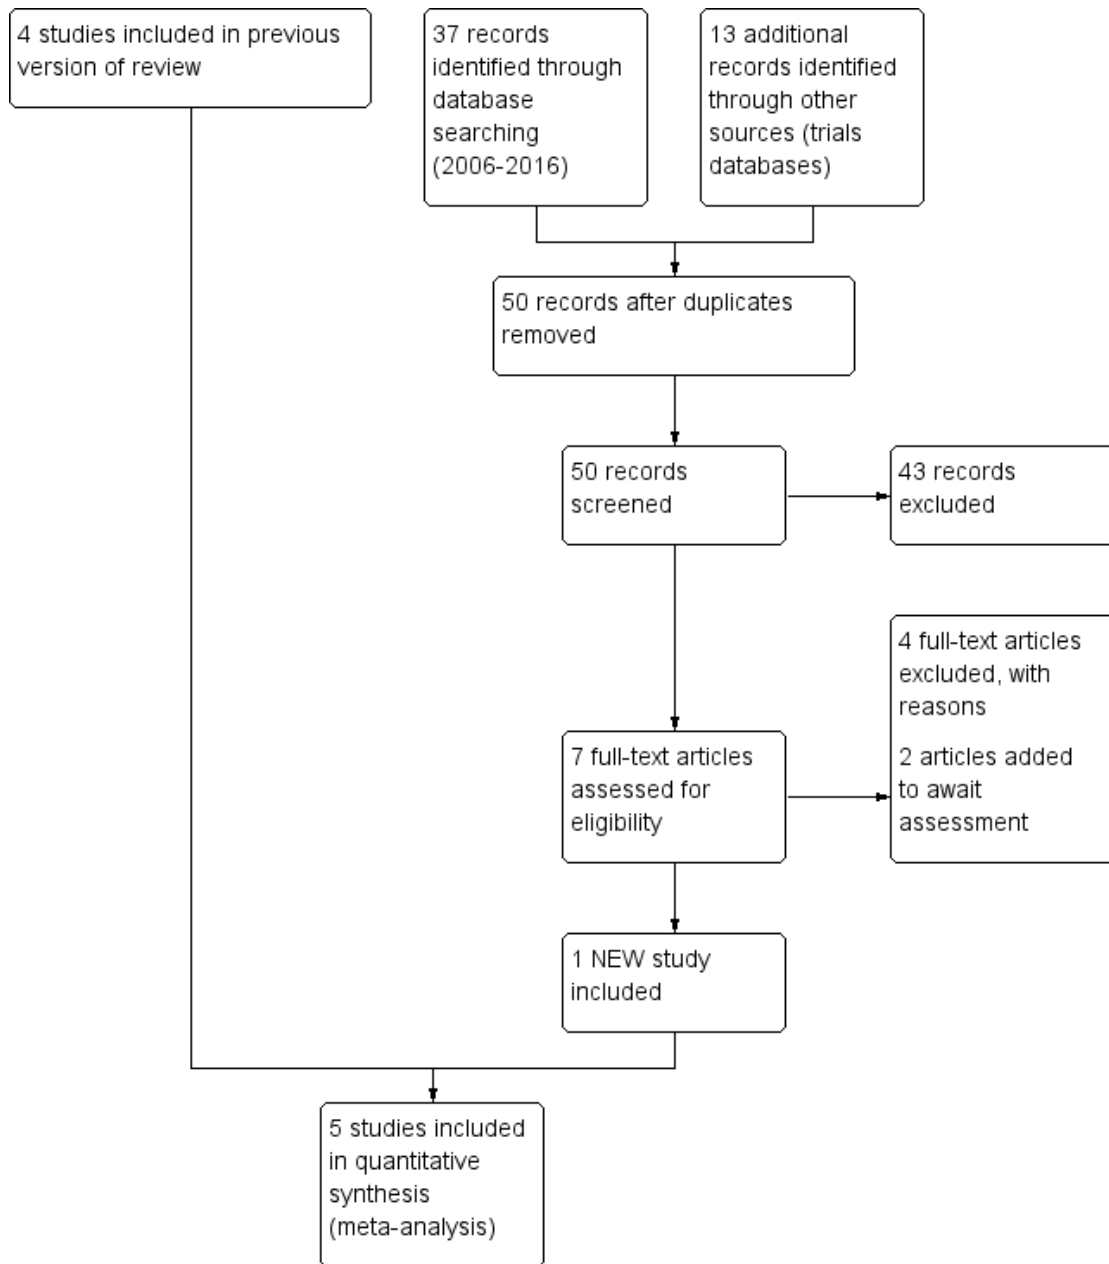 4 studies included in previous
version of review
37 records
identified through
database
searching
(2006-2016)
13 additional
records identified
through other
sources (trials
databases)
50 records after duplicates
removed
50 records
screened
43 records
excluded
4 full-text articles
excluded, with
reasons
2 articles added
to await
assessment
7 full-text articles
assessed for
eligibility
1 NEW study
included
5 studies included
in quantitative
synthesis
(meta-analysis)